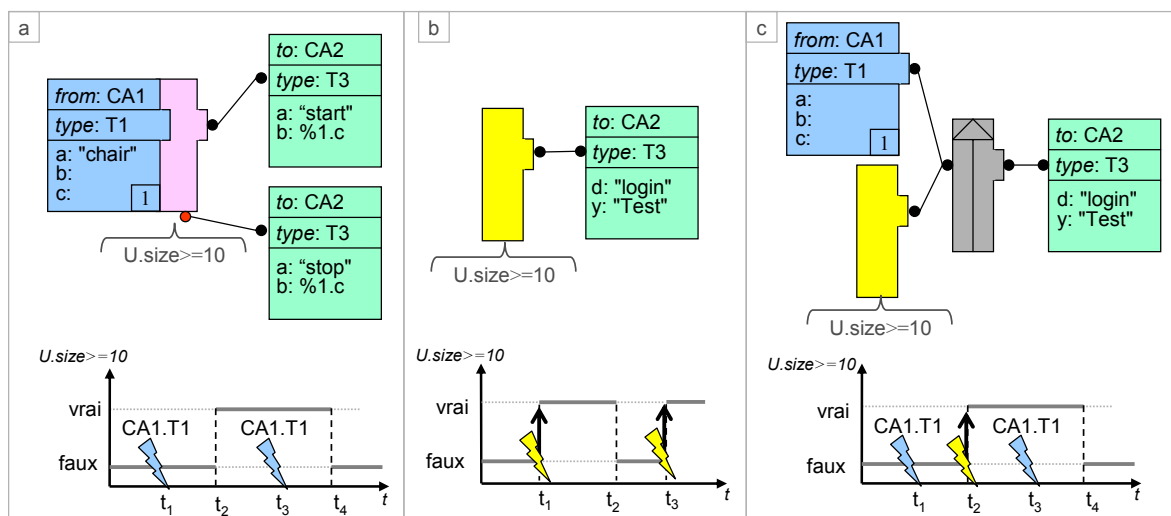 a
from: CA1
type: T1
a: "chair"
b:
c:
1
U.size>=10
to: CA2
type: T3
a: “start"
b: %1.c
to: CA2
type: T3
a: “stop"
b: %1.c
U.size>=10
vrai
faux
CA1.T1
CA1.T1
t1
t2
t3
t4
t
b
to: CA2
type: T3
d: "login"
y: "Test"
U.size>=10
U.size>=10
vrai
faux
t1
t2
t3
t
c
from: CA1
type: T1
a:
b:
c:
1
to: CA2
type: T3
d: "login"
y: "Test"
U.size>=10
U.size>=10
vrai
faux
CA1.T1
CA1.T1
t1
t2
t3
t4
t